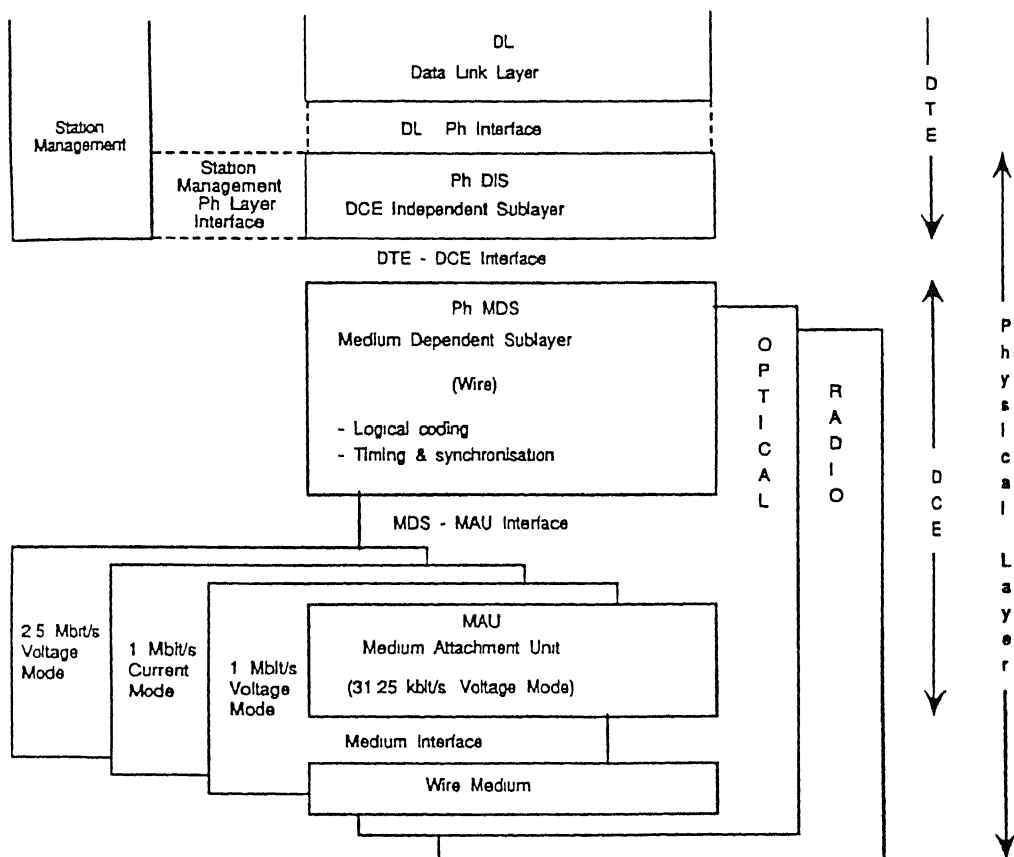 DL
Data Link Layer
DL Ph Interface
Station
Management
Station
Management
Ph Layer
Interface
Ph DIS
DCE Independent Sublayer
DTE
DTE - DCE Interface
Ph MDS
Medium Dependent Sublayer
(Wire)
- Logical coding
- Timing & synchronisation
OPTICAL
RADIO
DCE
Physical Layer
MDS - MAU Interface
25 Mbit/s
Voltage
Mode
1 Mbit/s
Current
Mode
1 Mbit/s
Voltage
Mode
MAU
Medium Attachment Unit
(31 25 kbit/s Voltage Mode)
Medium Interface
Wire Medium